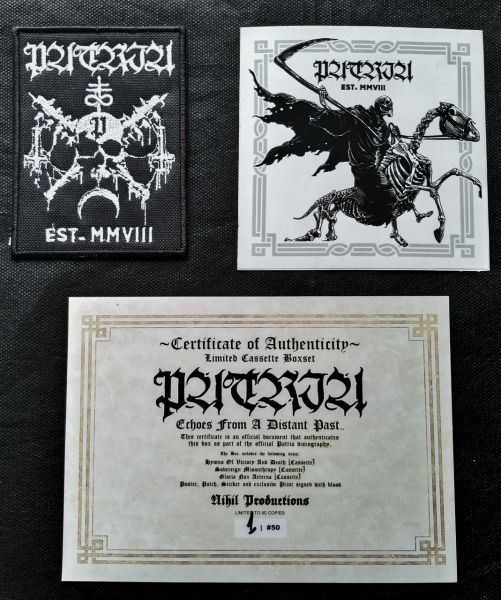 PATRIA
P
EST. MMVIII
PATRIA
EST. MMVIII
~Certificate of Authenticity~
Limited Cassette Boxset
PATRIA
Echoes From A Distant Past...
This certificate is an official document that authenticates
this box as part of the official Patria discography.
The Box includes the following items:
Hymns Of Victory And Death (Cassette)
Sovereign Misanthropy (Cassette)
Gloria Nox Aeterna (Cassette)
Poster, Patch, Sticker and exclusive Print signed with blood
Nihil Productions
LIMITED TO 50 COPIES
| #50